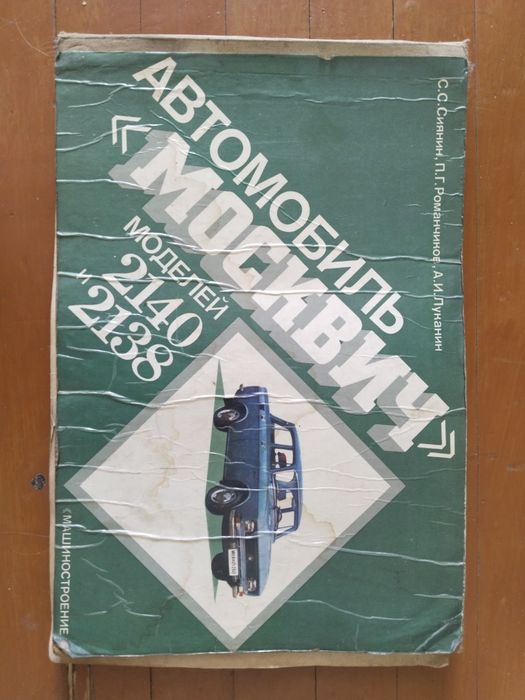 С.С.Сиянин, П.Г.Романчиков, А.И.Луканин
АВТОМОБИЛЬ
«МОСКВИЧ»
МОДЕЛЕЙ
2140
и 2138
«МАШИНОСТРОЕНИЕ